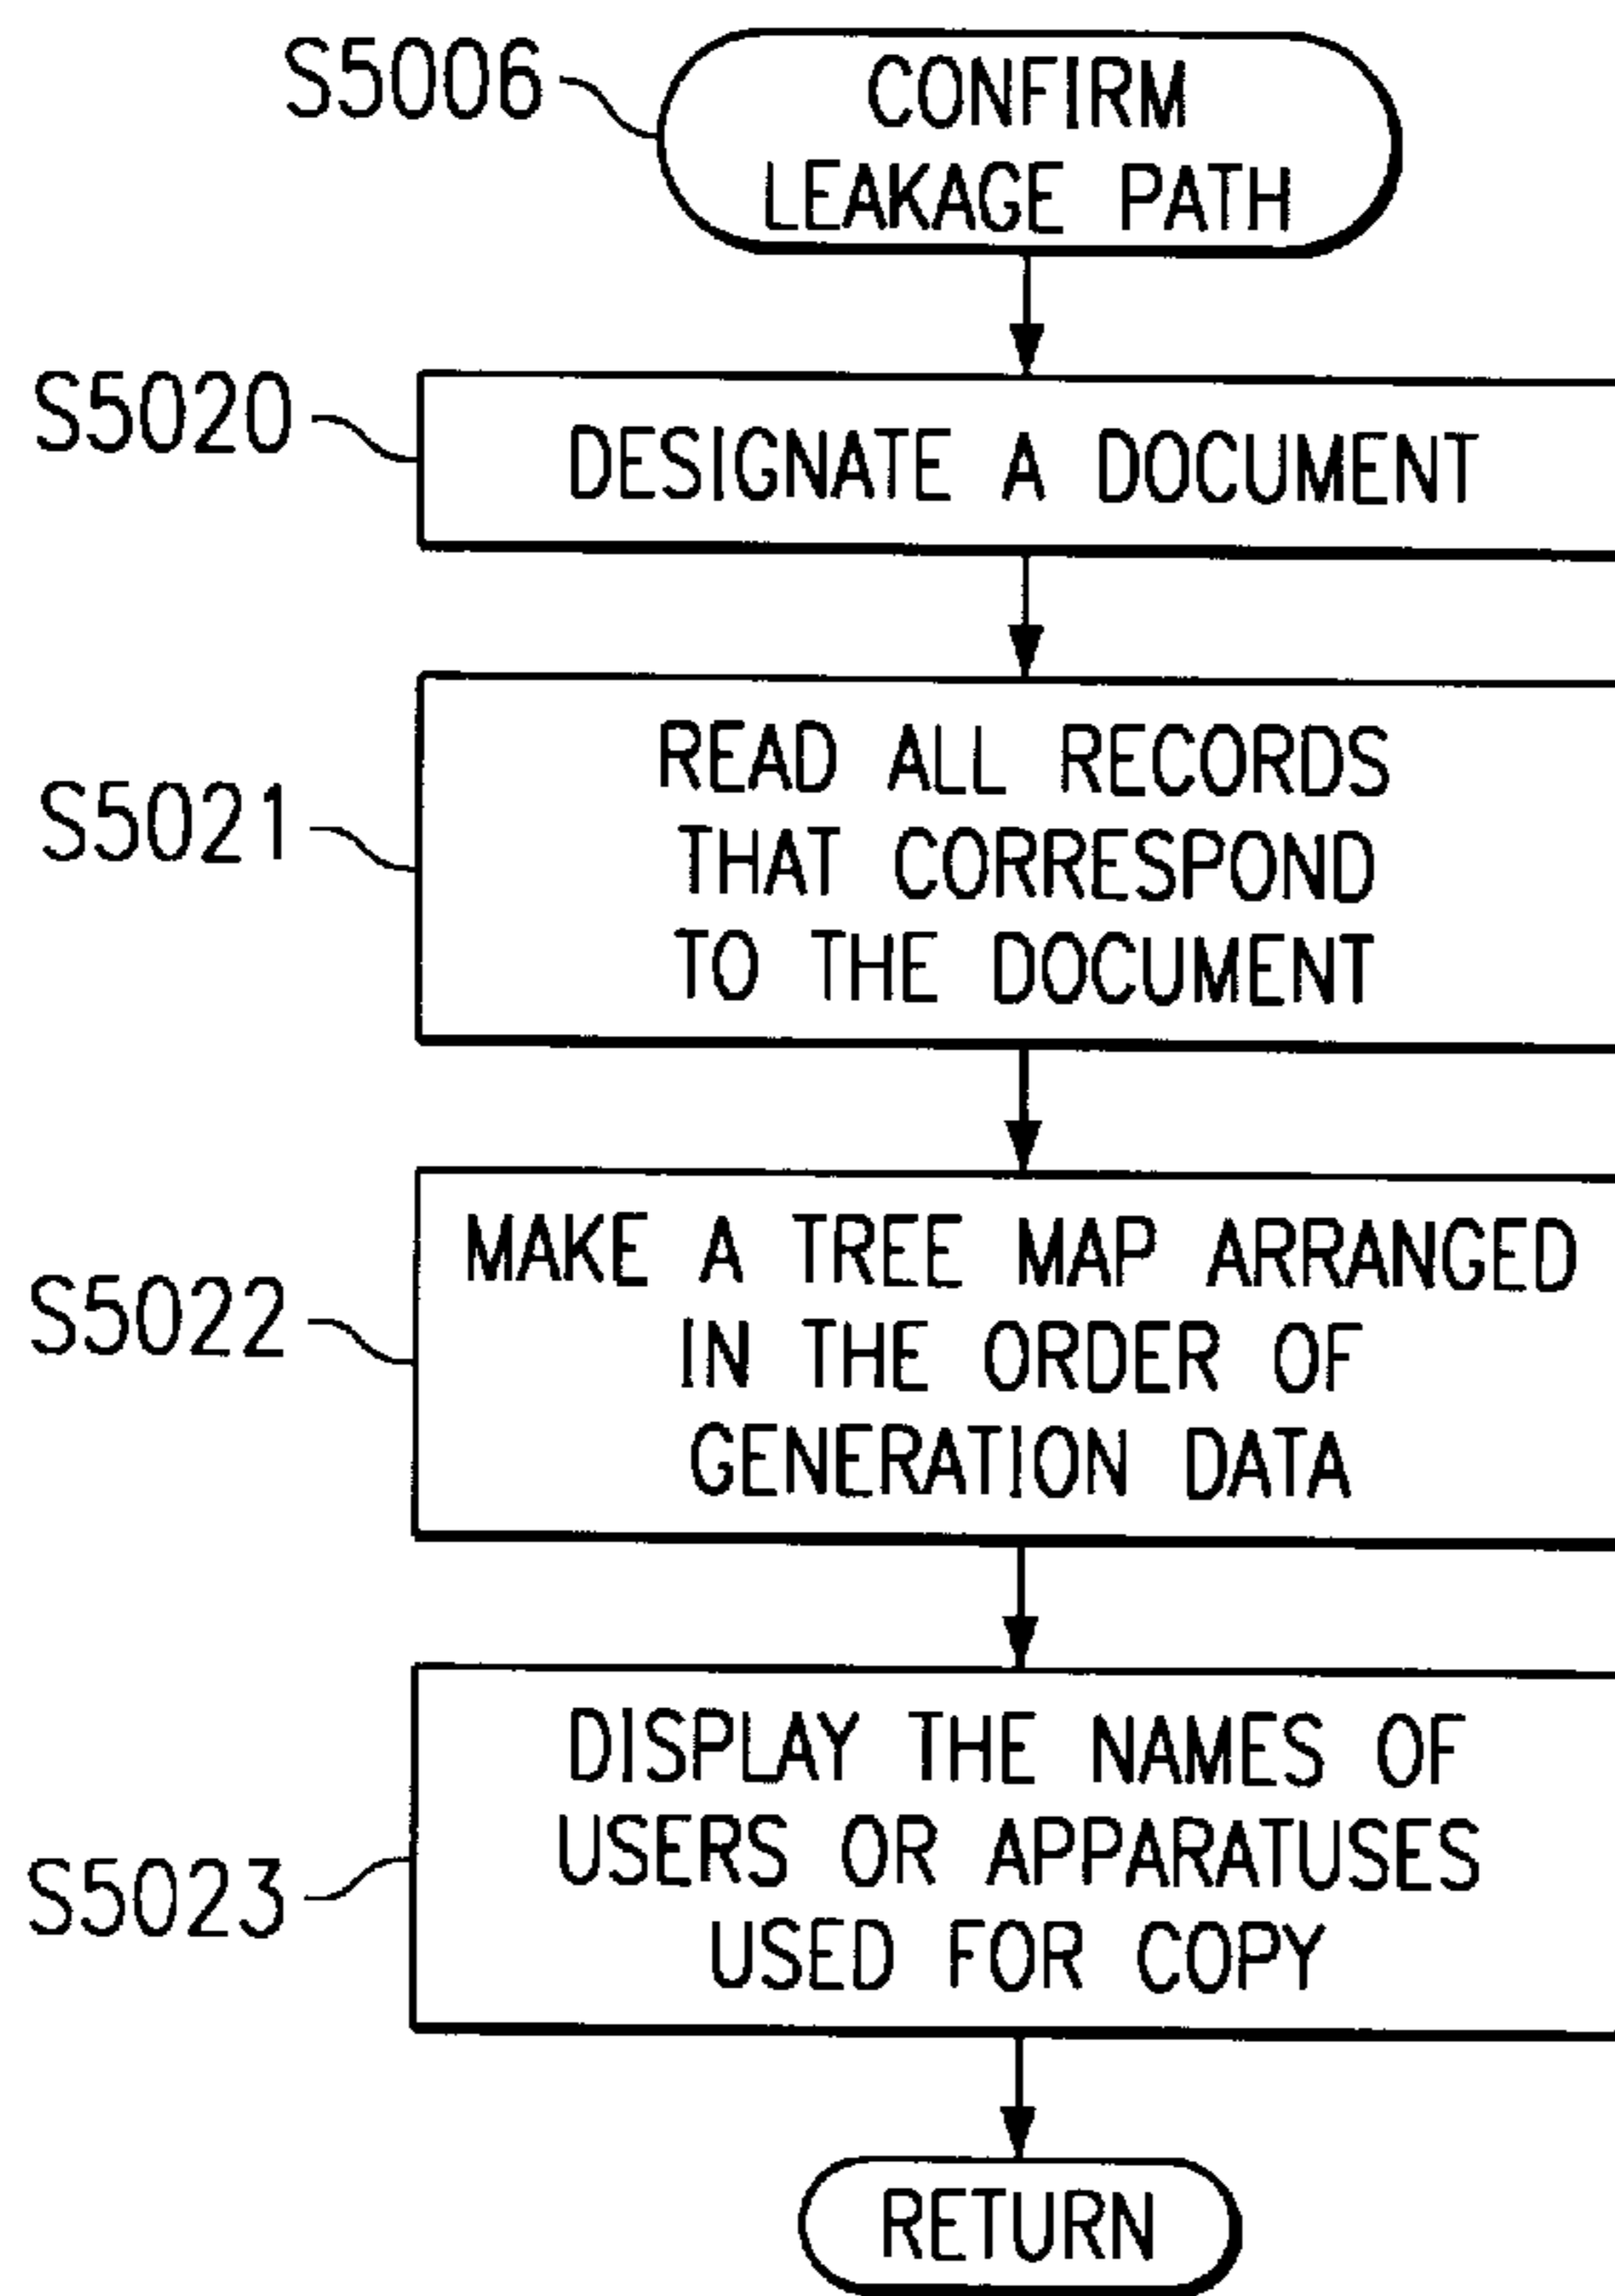 S5006
CONFIRM
LEAKAGE PATH
S5020
DESIGNATE A DOCUMENT
S5021
READ ALL RECORDS
THAT CORRESPOND
TO THE DOCUMENT
S5022
MAKE A TREE MAP ARRANGED
IN THE ORDER OF
GENERATION DATA
S5023
DISPLAY THE NAMES OF
USERS OR APPARATUSES
USED FOR COPY
RETURN